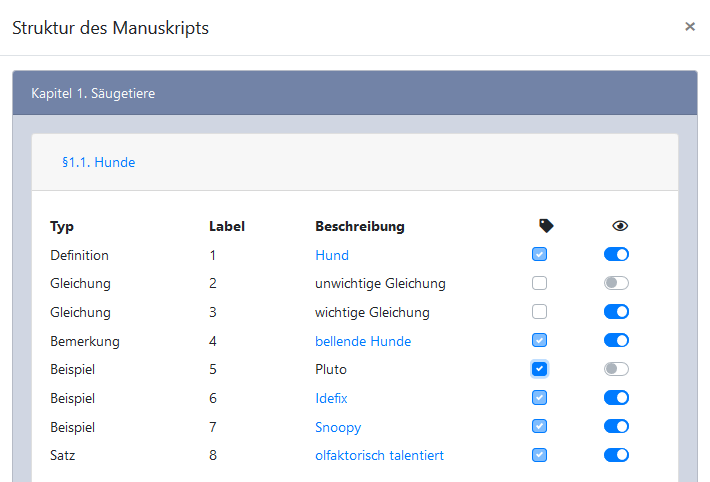 Struktur des Manuskripts
Kapitel 1. Säugetiere
§1.1. Hunde
Typ Label Beschreibung
Definition 1 Hund
Gleichung 2 unwichtige Gleichung
Gleichung 3 wichtige Gleichung
Bemerkung 4 bellende Hunde
Beispiel 5 Pluto
Beispiel 6 Idefix
Beispiel 7 Snoopy
Satz 8 olfaktorisch talentiert